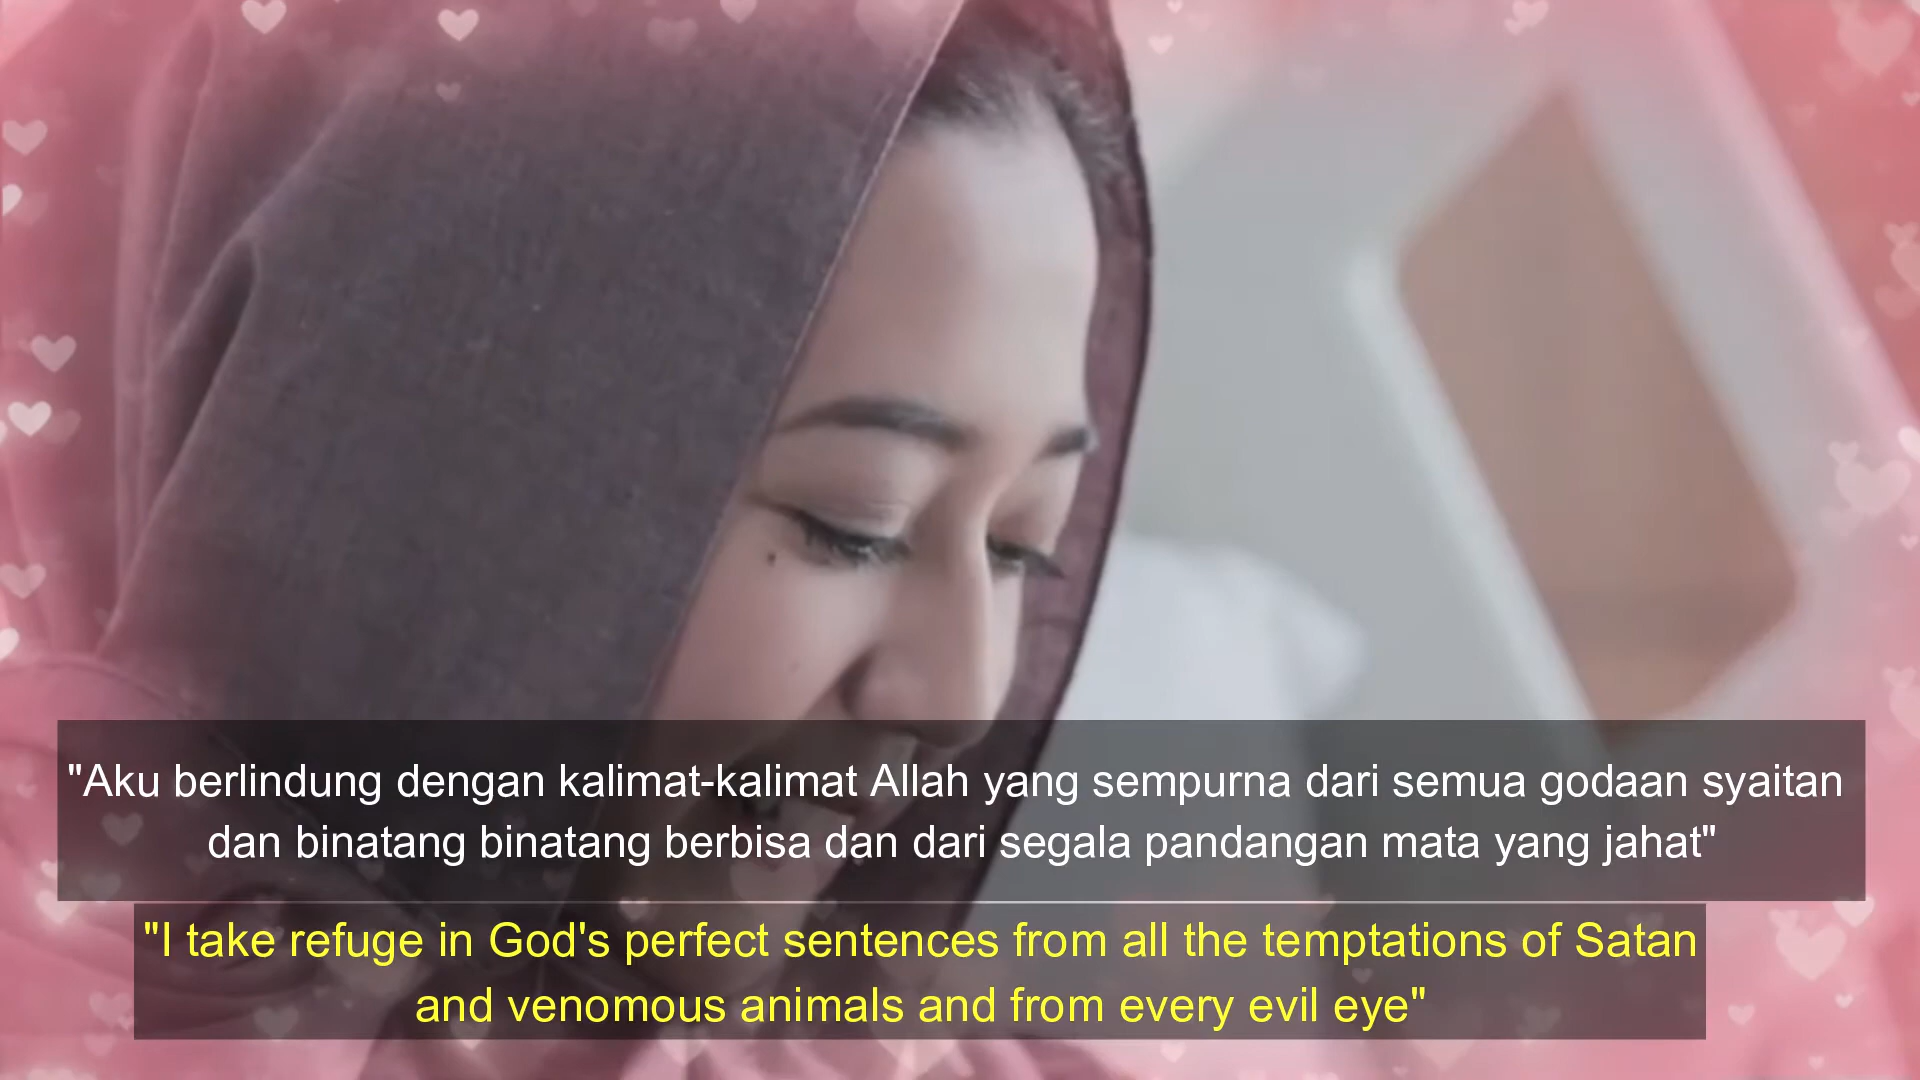 "Aku berlindung dengan kalimat-kalimat Allah yang sempurna dari semua godaan syaitan
dan binatang binatang berbisa dan dari segala pandangan mata yang jahat"
"I take refuge in God's perfect sentences from all the temptations of Satan
and venomous animals and from every evil eye"